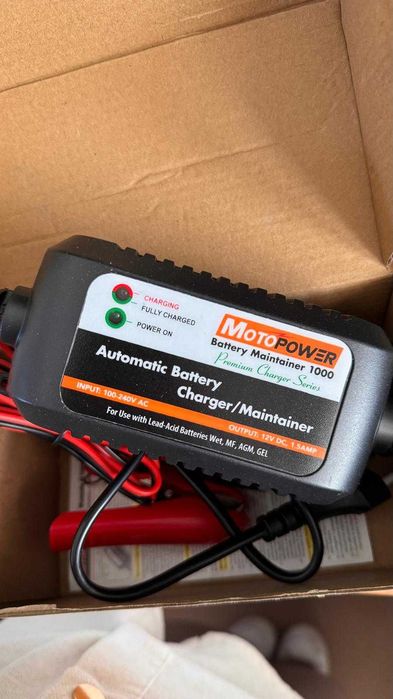 CHARGING
FULLY CHARGED
POWER ON
MOTOPOWER
Battery Maintainer 1000
Premium Charger Series
Automatic Battery
Charger/Maintainer
INPUT: 100-240V AC
OUTPUT: 12V DC, 1.5AMP
For Use with Lead-Acid Batteries Wet, MF, AGM, GEL